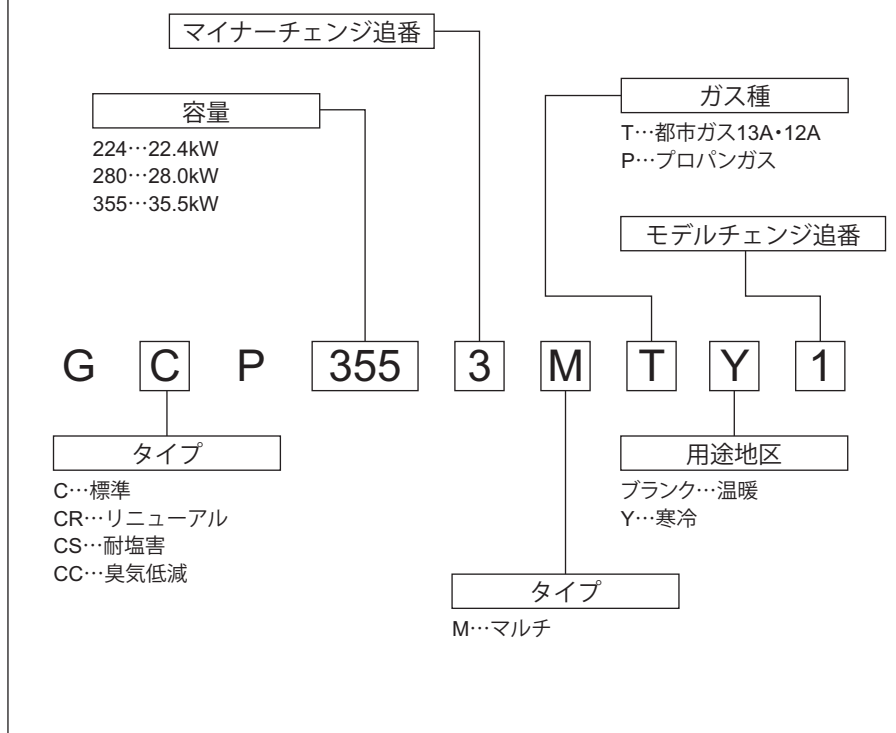 マイナーチェンジ追番
容量
224…22.4kW
280…28.0kW
355…35.5kW
ガス種
T…都市ガス13A・12A
P…プロパンガス
モデルチェンジ追番
G C P 355 3 M T Y 1
タイプ
C…標準
CR…リニューアル
CS…耐塩害
CC…臭気低減
用途地区
ブランク…温暖
Y…寒冷
タイプ
M…マルチ